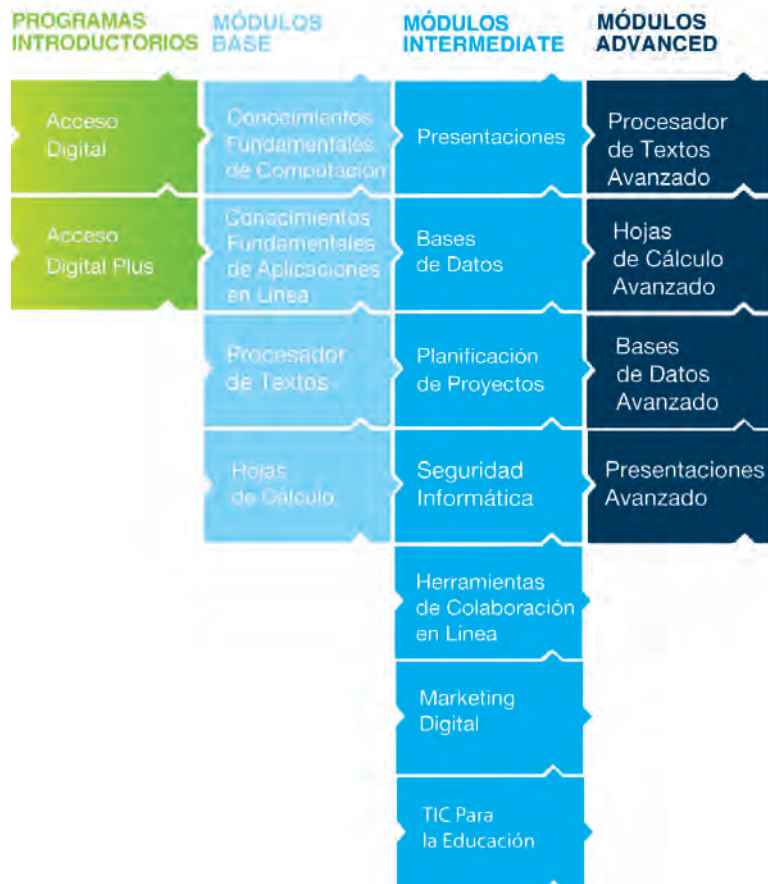 PROGRAMAS
INTRODUCTORIOS
Acceso
Digital
Acceso
Digital Plus
MÓDULOS
BASE
Conocimientos
Fundamentales
de Computación
Conocimientos
Fundamentales
de Aplicaciones
en Línea
Procesador
de Textos
Hojas
de Cálculo
MÓDULOS
INTERMEDIATE
Presentaciones
Bases
de Datos
Planificación
de Proyectos
Seguridad
Informática
Herramientas
de Colaboración
en Linea
Marketing
Digital
TIC Para
la Educación
MÓDULOS
ADVANCED
Procesador
de Textos
Avanzado
Hojas
de Cálculo
Avanzado
Bases
de Datos
Avanzado
Presentaciones
Avanzado